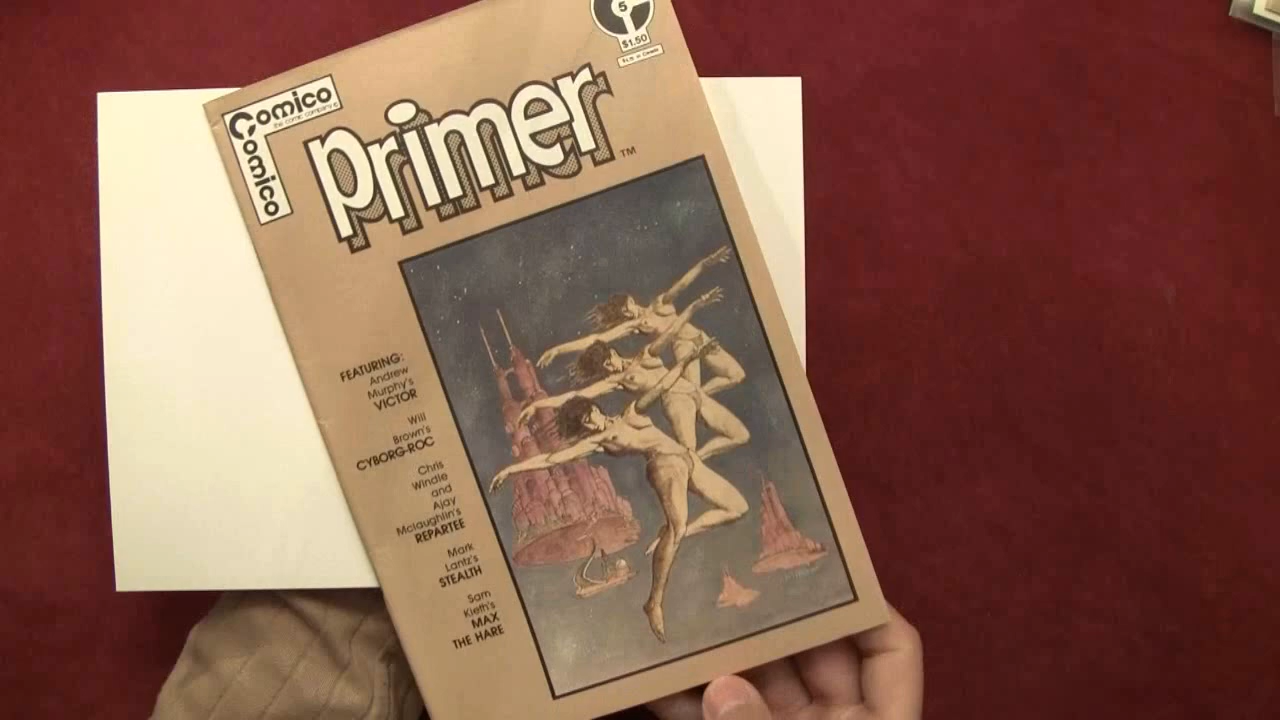 5
$1.50
Comico
the comic company
Comico
primer
TM
FEATURING:
Andrew
Murphy's
VICTOR
Will
Brown's
CYBORG-ROC
Chris
Windle
and
Ajay
Mclaughlin's
REPARTEE
Mark
Lantz's
STEALTH
Sam
Kieth's
MAX
THE HARE